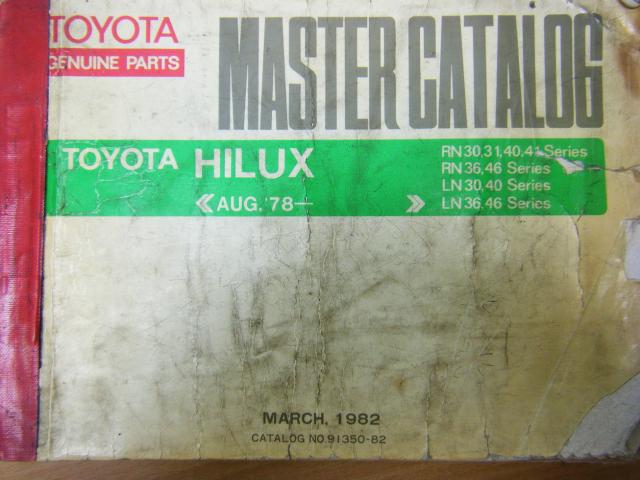 TOYOTA
GENUINE PARTS
MASTER CATALOG
TOYOTA HILUX
≪AUG.'78— ≫
RN30,31,40,41 Series
RN36,46 Series
LN30,40 Series
LN36,46 Series
MARCH, 1982
CATALOG NO.91350-82